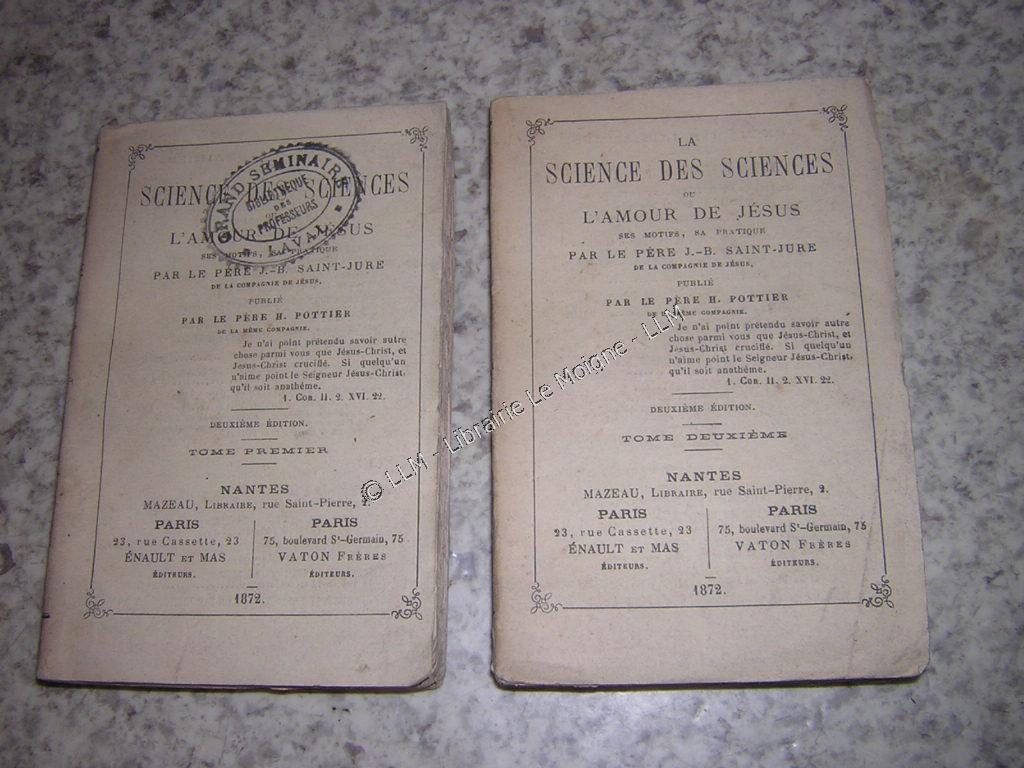 SCIENCE DES SCIENCES
L'AMOUR DE JÉSUS
SES MOTIFS, SA PRATIQUE
PAR LE PÈRE J.-B. SAINT-JURE
DE LA COMPAGNIE DE JÉSUS.
PUBLIÉ
PAR LE PÈRE H. POTTIER
DE LA MÊME COMPAGNIE.
Je n'ai point prétendu savoir autre
chose parmi vous que Jésus-Christ, et
Jésus-Christ crucifié. Si quelqu'un
n'aime point le Seigneur Jésus-Christ,
qu'il soit anathème.
1. Cor. II. 2. XVI. 22.
DEUXIÈME ÉDITION.
TOME PREMIER
NANTES
MAZEAU, LIBRAIRE, rue Saint-Pierre, 2.
PARIS
23, rue Cassette, 23
ÉNAULT ET MAS
ÉDITEURS.
PARIS
75, boulevard St-Germain, 75
VATON FRÈRES
ÉDITEURS.
1872.
GRAND SÉMINAIRE
BIBLIOTHÈQUE
DES
PROFESSEURS
LAVAL
LA
SCIENCE DES SCIENCES
OU
L'AMOUR DE JÉSUS
SES MOTIFS, SA PRATIQUE
PAR LE PÈRE J.-B. SAINT-JURE
DE LA COMPAGNIE DE JÉSUS.
PUBLIÉ
PAR LE PÈRE H. POTTIER
DE LA MÊME COMPAGNIE.
Je n'ai point prétendu savoir autre
chose parmi vous que Jésus-Christ, et
Jésus-Christ crucifié. Si quelqu'un
n'aime point le Seigneur Jésus-Christ,
qu'il soit anathème.
1. Cor. II. 2. XVI. 22.
DEUXIÈME ÉDITION.
TOME DEUXIÈME
NANTES
MAZEAU, LIBRAIRE, rue Saint-Pierre, 2.
PARIS
23, rue Cassette, 23
ÉNAULT ET MAS
ÉDITEURS.
PARIS
75, boulevard St-Germain, 75
VATON FRÈRES
ÉDITEURS.
1872.
© LLM - Librairie Le Moigne - LLM